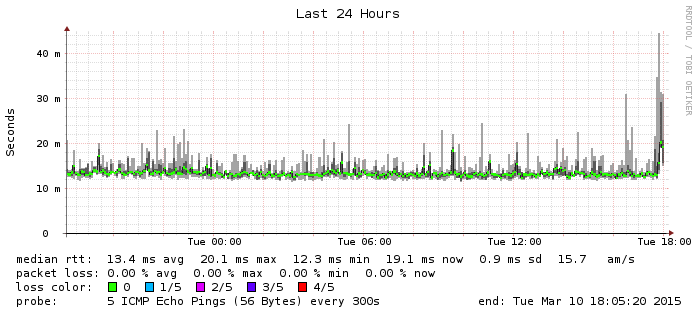 Last 24 Hours
RRDTOOL / TOBI OETIKER
Seconds
40 m
30 m
20 m
10 m
0
Tue 00:00 Tue 06:00 Tue 12:00 Tue 18:00
median rtt: 13.4 ms avg 20.1 ms max 12.3 ms min 19.1 ms now 0.9 ms sd 15.7 am/s
packet loss: 0.00 % avg 0.00 % max 0.00 % min 0.00 % now
loss color: 0 1/5 2/5 3/5 4/5
probe: 5 ICMP Echo Pings (56 Bytes) every 300s end: Tue Mar 10 18:05:20 2015